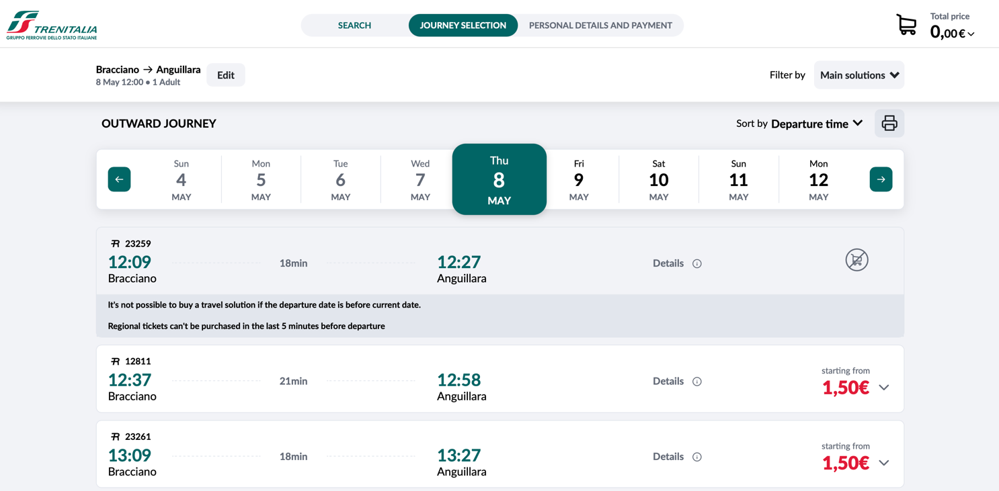 TRENITALIA
GRUPPO FERROVIE DELLO STATO ITALIANE
SEARCH
JOURNEY SELECTION
PERSONAL DETAILS AND PAYMENT
Total price
0,00€
Bracciano → Anguillara
8 May 12:00 • 1 Adult
Edit
Filter by
Main solutions
OUTWARD JOURNEY
Sort by Departure time
Sun
4
MAY
Mon
5
MAY
Tue
6
MAY
Wed
7
MAY
Thu
8
MAY
Fri
9
MAY
Sat
10
MAY
Sun
11
MAY
Mon
12
MAY
R 23259
12:09
Bracciano
18min
12:27
Anguillara
Details
It's not possible to buy a travel solution if the departure date is before current date.
Regional tickets can't be purchased in the last 5 minutes before departure
R 12811
12:37
Bracciano
21min
12:58
Anguillara
Details
starting from
1,50€
R 23261
13:09
Bracciano
18min
13:27
Anguillara
Details
starting from
1,50€